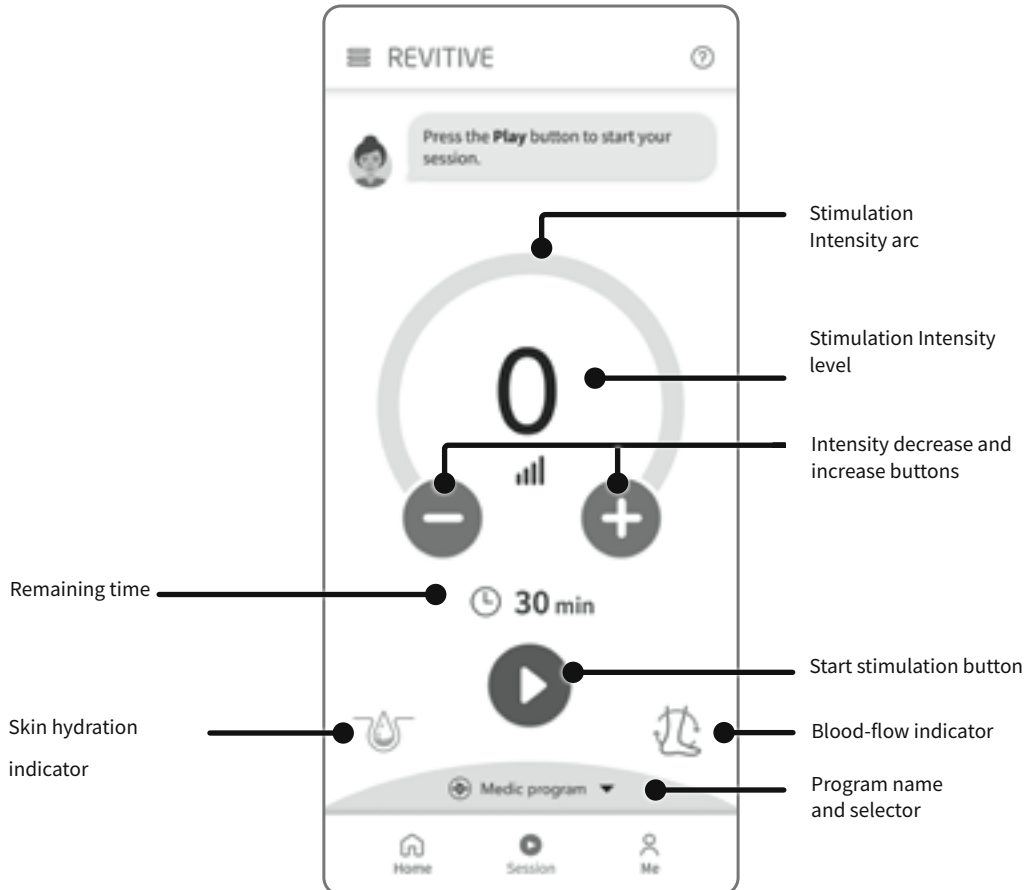 REVITIVE
?
Press the Play button to start your
session.
Stimulation
Intensity arc
0
Stimulation Intensity
level
Intensity decrease and
increase buttons
Remaining time
30 min
Start stimulation button
Skin hydration
indicator
Blood-flow indicator
Medic program
Program name
and selector
Home
Session
Me